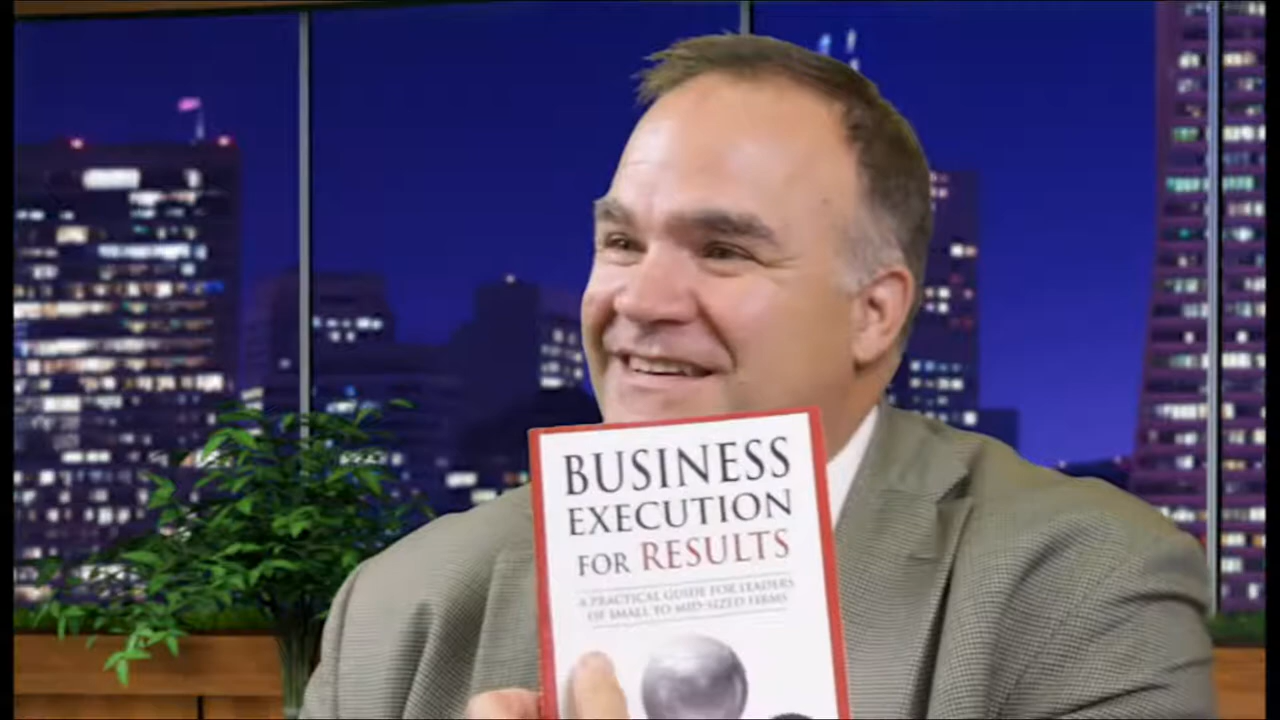 BUSINESS
EXECUTION
FOR RESULTS
A PRACTICAL GUIDE FOR LEADERS
OF SMALL TO MID-SIZED FIRMS